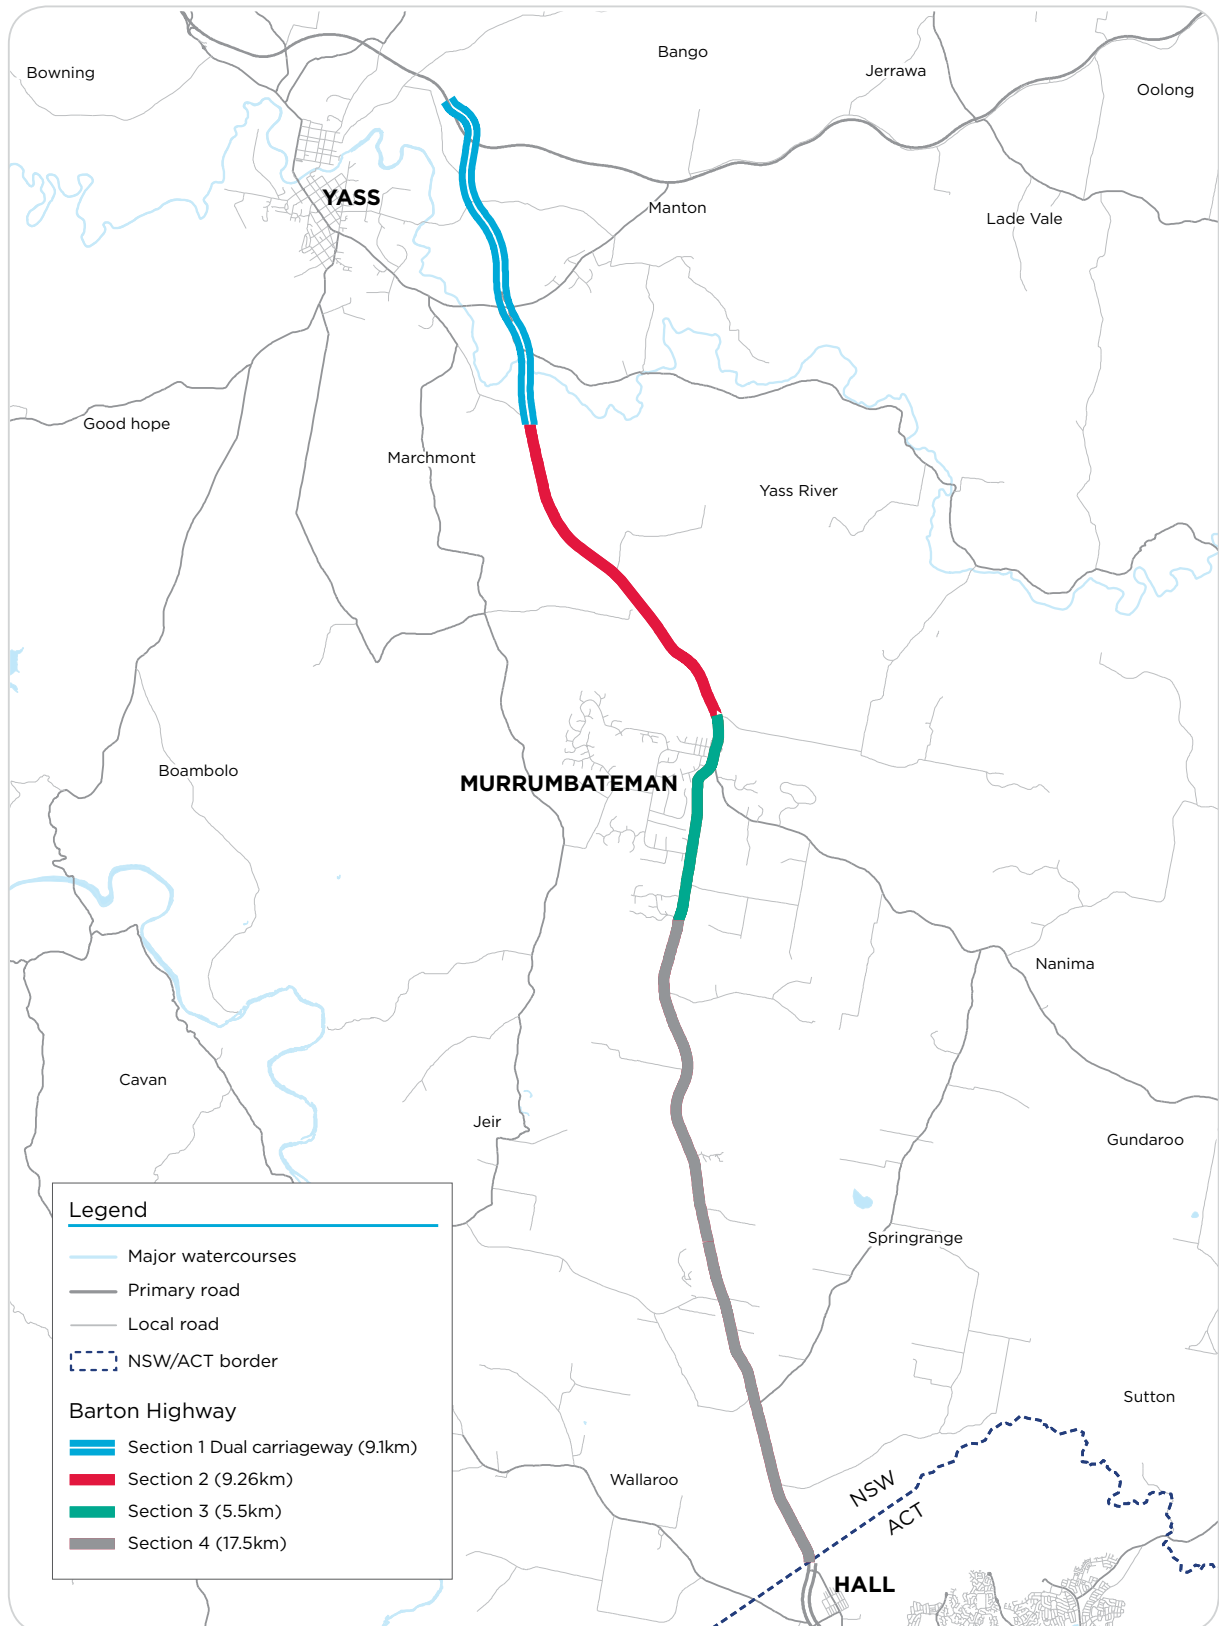 Bango
Bowning
Jerrawa
Oolong
YASS
Manton
Lade Vale
Good hope
Marchmont
Yass River
Boambolo
MURRUMBATEMAN
Nanima
Cavan
Jeir
Gundaroo
Springrange
Sutton
Wallaroo
NSW
ACT
HALL
Legend
Major watercourses
Primary road
Local road
NSW/ACT border
Barton Highway
Section 1 Dual carriageway (9.1km)
Section 2 (9.26km)
Section 3 (5.5km)
Section 4 (17.5km)